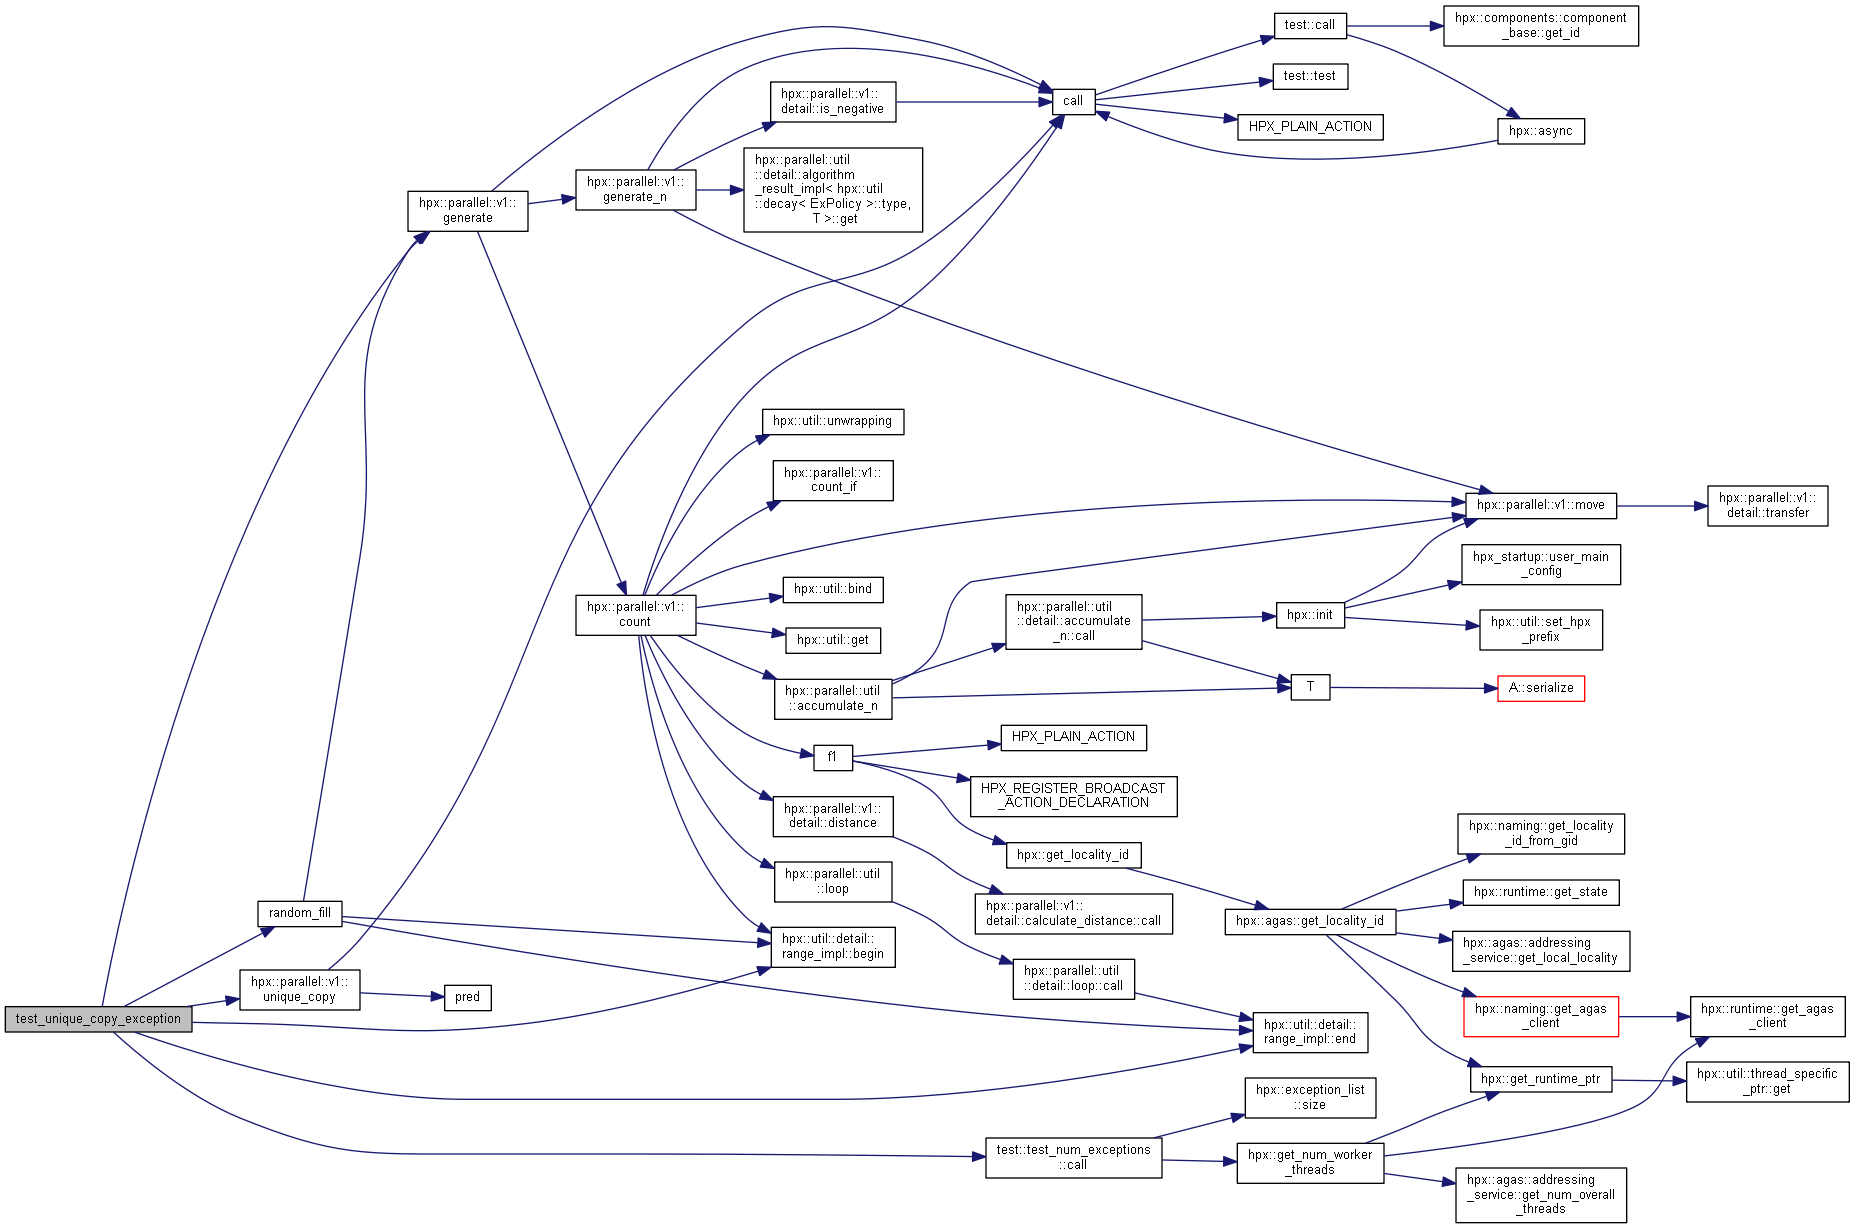 test_unique_copy_exception
hpx::parallel::v1::
generate
random_fill
hpx::parallel::v1::
unique_copy
hpx::parallel::v1::
generate_n
hpx::parallel::v1::
count
pred
hpx::parallel::v1::
detail::is_negative
hpx::parallel::util
::detail::algorithm
_result_impl< hpx::util
::decay< ExPolicy >::type,
T >::get
hpx::util::unwrapping
hpx::parallel::v1::
count_if
hpx::util::bind
hpx::util::get
hpx::parallel::util
::accumulate_n
f1
hpx::parallel::v1::
detail::distance
hpx::parallel::util
::loop
hpx::util::detail::
range_impl::begin
call
hpx::parallel::util
::detail::accumulate
_n::call
HPX_PLAIN_ACTION
HPX_REGISTER_BROADCAST
_ACTION_DECLARATION
hpx::get_locality_id
hpx::parallel::v1::
detail::calculate_distance::call
hpx::parallel::util
::detail::loop::call
test::test_num_exceptions
::call
test::call
test::test
HPX_PLAIN_ACTION
hpx::init
T
hpx::agas::get_locality_id
hpx::util::detail::
range_impl::end
hpx::exception_list
::size
hpx::get_num_worker
_threads
hpx::components::component
_base::get_id
hpx::async
hpx::parallel::v1::move
hpx_startup::user_main
_config
hpx::util::set_hpx
_prefix
A::serialize
hpx::naming::get_locality
_id_from_gid
hpx::runtime::get_state
hpx::agas::addressing
_service::get_local_locality
hpx::naming::get_agas
_client
hpx::get_runtime_ptr
hpx::agas::addressing
_service::get_num_overall
_threads
hpx::parallel::v1::
detail::transfer
hpx::runtime::get_agas
_client
hpx::util::thread_specific
_ptr::get